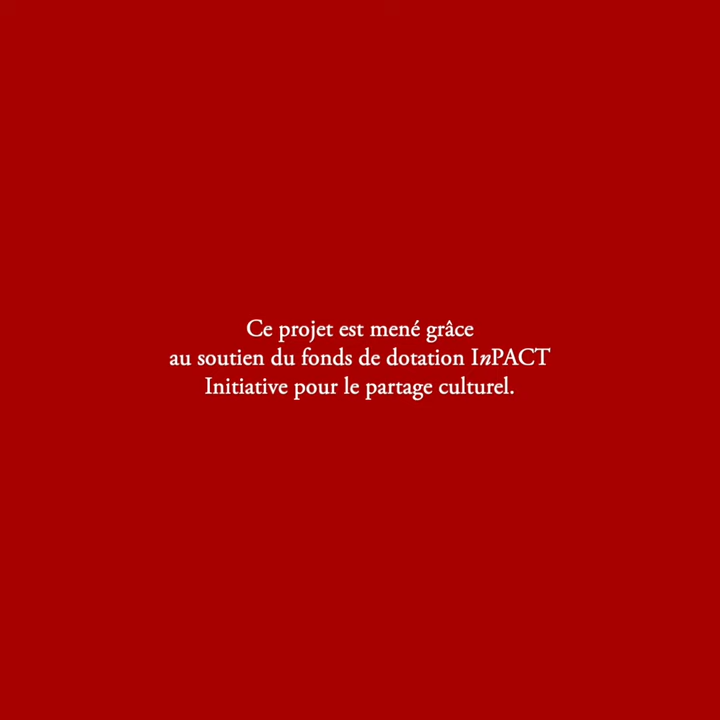 Ce projet est mené grâce
au soutien du fonds de dotation InPACT
Initiative pour le partage culturel.